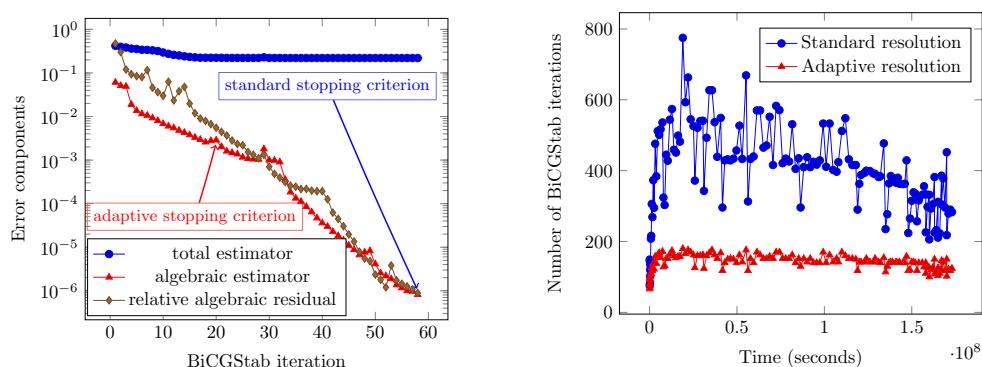 10^0
10^−1
10^−2
10^−3
10^−4
10^−5
10^−6
0 10 20 30 40 50 60
BiCGStab iteration
Error components
standard stopping criterion
adaptive stopping criterion
total estimator
algebraic estimator
relative algebraic residual
800
600
400
200
0
0 0.5 1 1.5
·10^8
Time (seconds)
Number of BiCGStab iterations
Standard resolution
Adaptive resolution